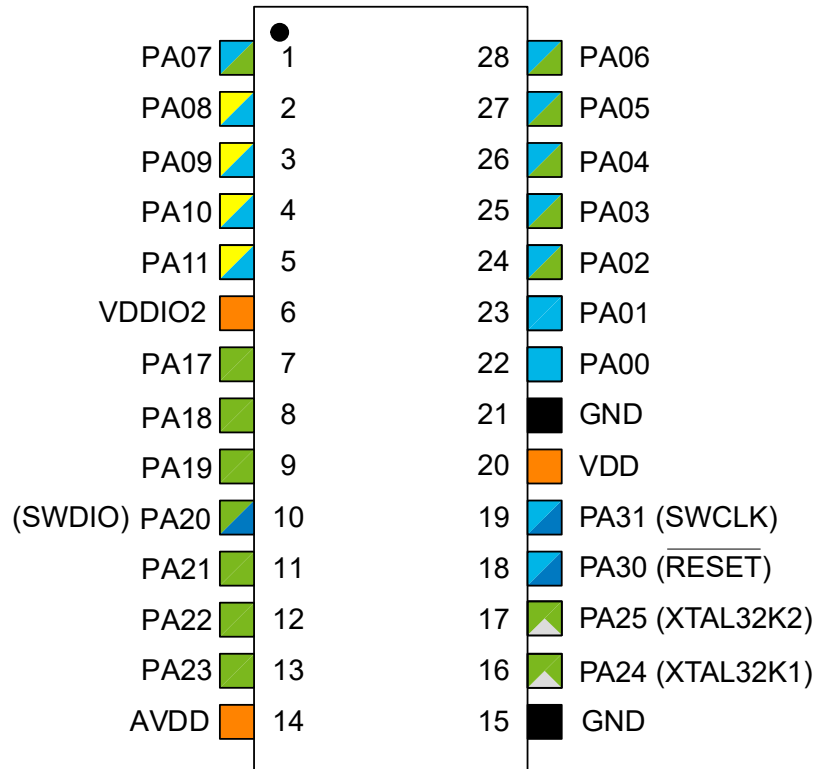 PA07 1 28 PA06
PA08 2 27 PA05
PA09 3 26 PA04
PA10 4 25 PA03
PA11 5 24 PA02
VDDIO2 6 23 PA01
PA17 7 22 PA00
PA18 8 21 GND
PA19 9 20 VDD
(SWDIO) PA20 10 19 PA31 (SWCLK)
PA21 11 18 PA30 (RESET)
PA22 12 17 PA25 (XTAL32K2)
PA23 13 16 PA24 (XTAL32K1)
AVDD 14 15 GND